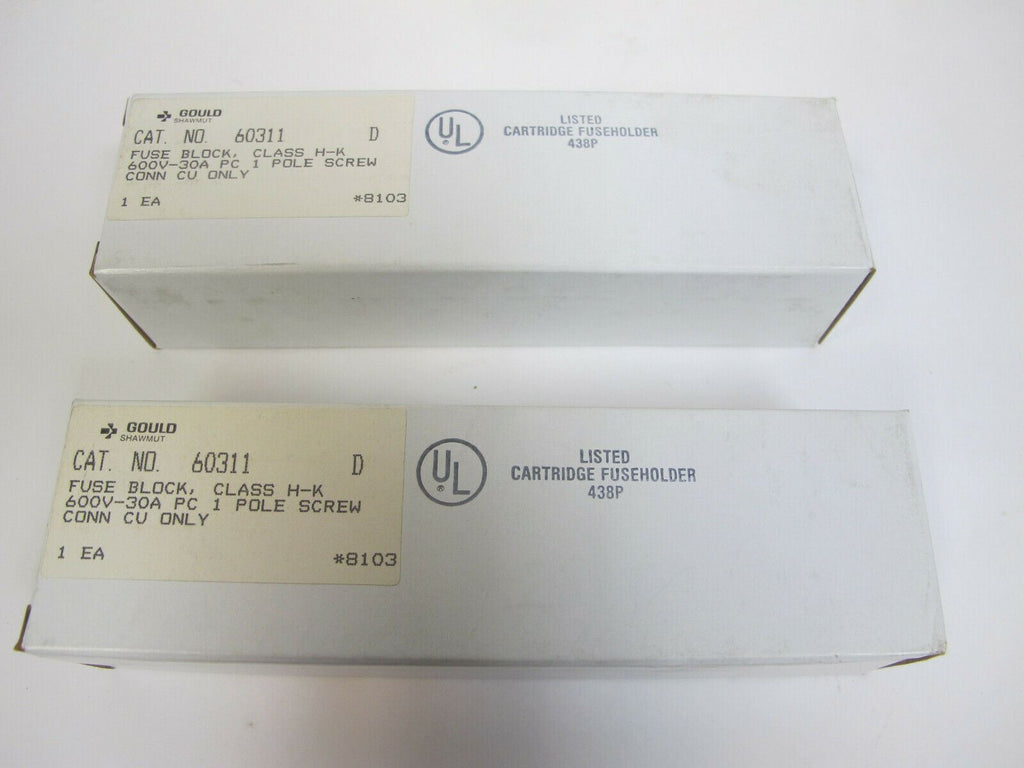 GOULD
SHAWMUT
CAT. NO. 60311 D
FUSE BLOCK, CLASS H-K
600V-30A PC 1 POLE SCREW
CONN CU ONLY
1 EA *8103
UL
®
LISTED
CARTRIDGE FUSEHOLDER
438P
GOULD
SHAWMUT
CAT. NO. 60311 D
FUSE BLOCK, CLASS H-K
600V-30A PC 1 POLE SCREW
CONN CU ONLY
1 EA *8103
UL
®
LISTED
CARTRIDGE FUSEHOLDER
438P